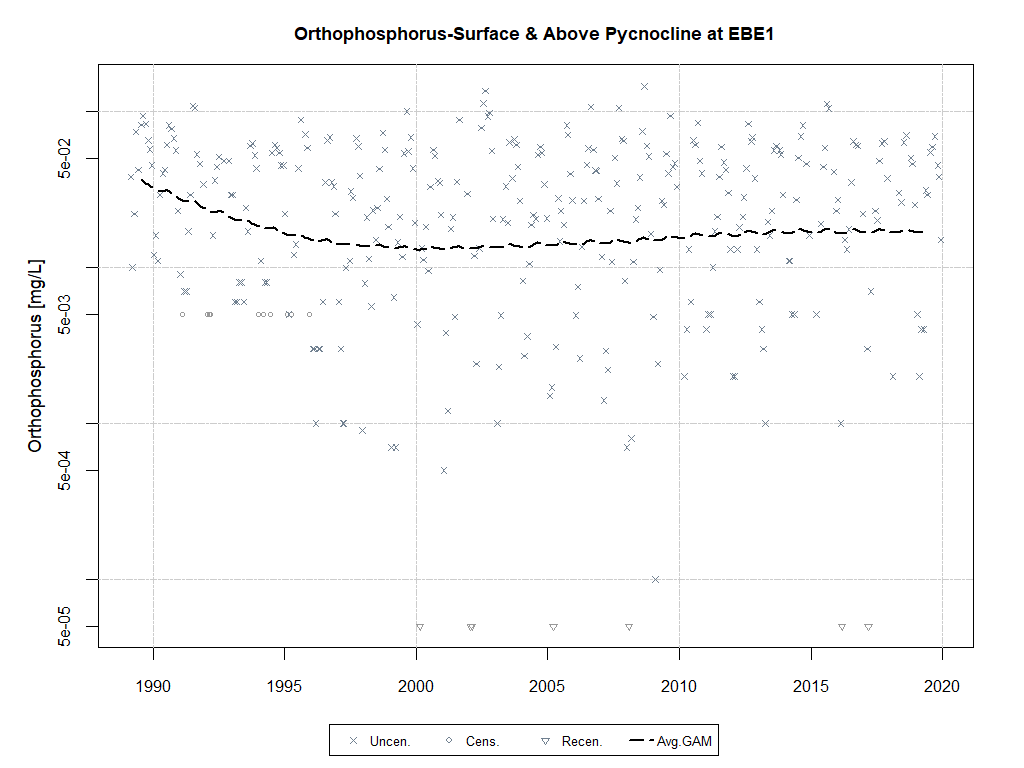 Orthophosphorus-Surface & Above Pycnocline at EBE1
Orthophosphorus [mg/L]
5e-02
5e-03
5e-04
5e-05
1990 1995 2000 2005 2010 2015 2020
Uncen. Cens. Recen. Avg.GAM